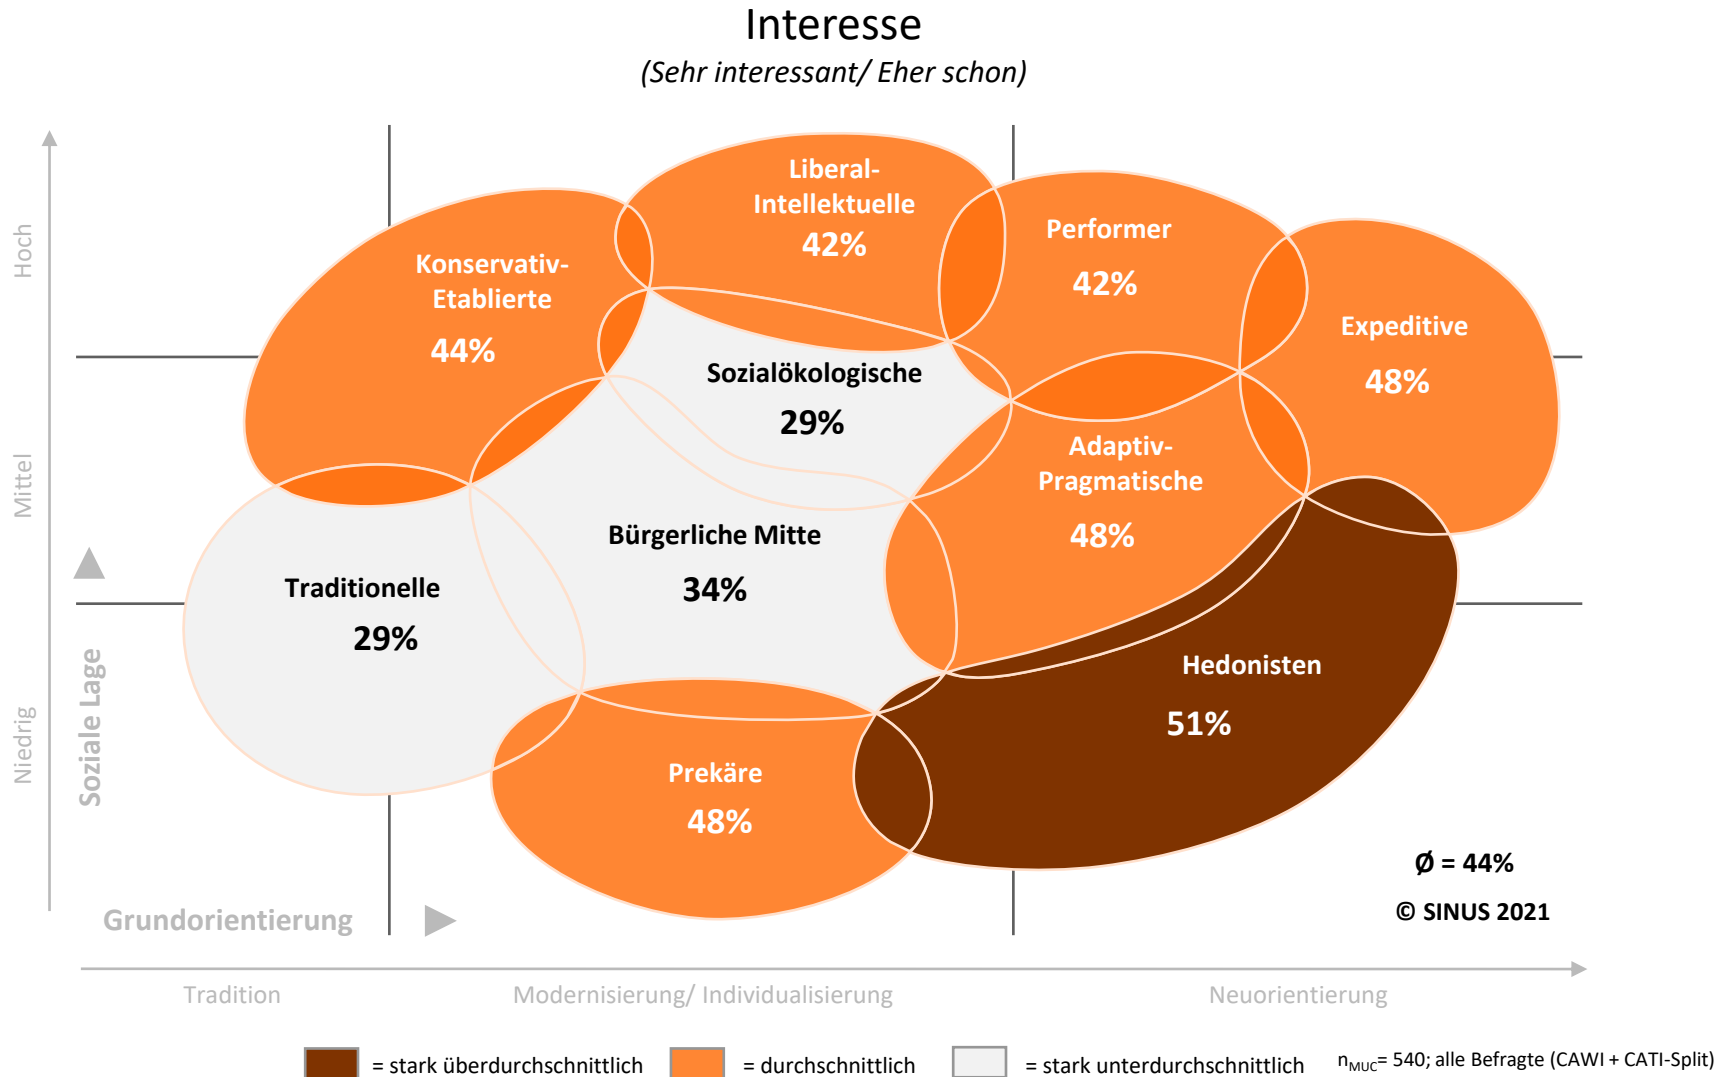 Interesse
(Sehr interessant/ Eher schon)
Liberal-
Intellektuelle
42%
Performer
42%
Konservativ-
Etablierte
44%
Expeditive
48%
Sozialökologische
29%
Adaptiv-
Pragmatische
48%
Bürgerliche Mitte
34%
Traditionelle
29%
Hedonisten
51%
Prekäre
48%
Hoch
Mittel
Niedrig
Soziale Lage
Ø = 44%
© SINUS 2021
Grundorientierung
Tradition
Modernisierung/ Individualisierung
Neuorientierung
= stark überdurchschnittlich
= durchschnittlich
= stark unterdurchschnittlich
nMUC= 540; alle Befragte (CAWI + CATI-Split)